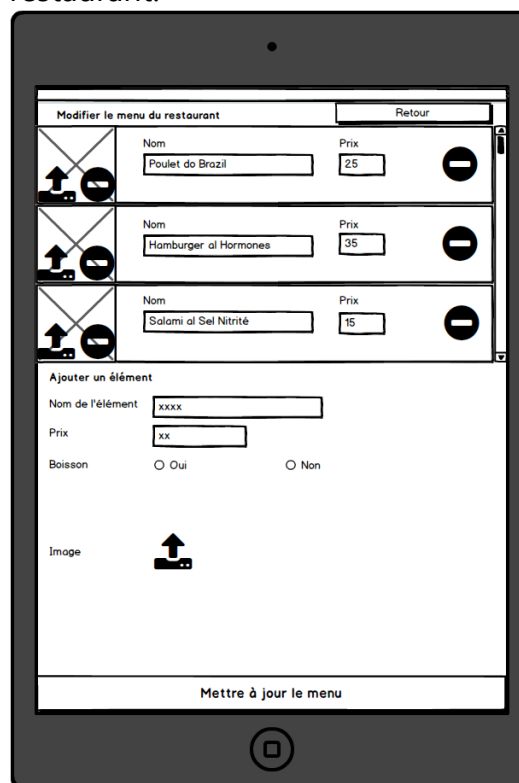 restaurant.
Modifier le menu du restaurant Retour
Nom Prix
Poulet do Brazil 25
Nom Prix
Hamburger al Hormones 35
Nom Prix
Salami al Sel Nitrité 15
Ajouter un élément
Nom de l'élément xxxx
Prix xx
Boisson Oui Non
Image
Mettre à jour le menu